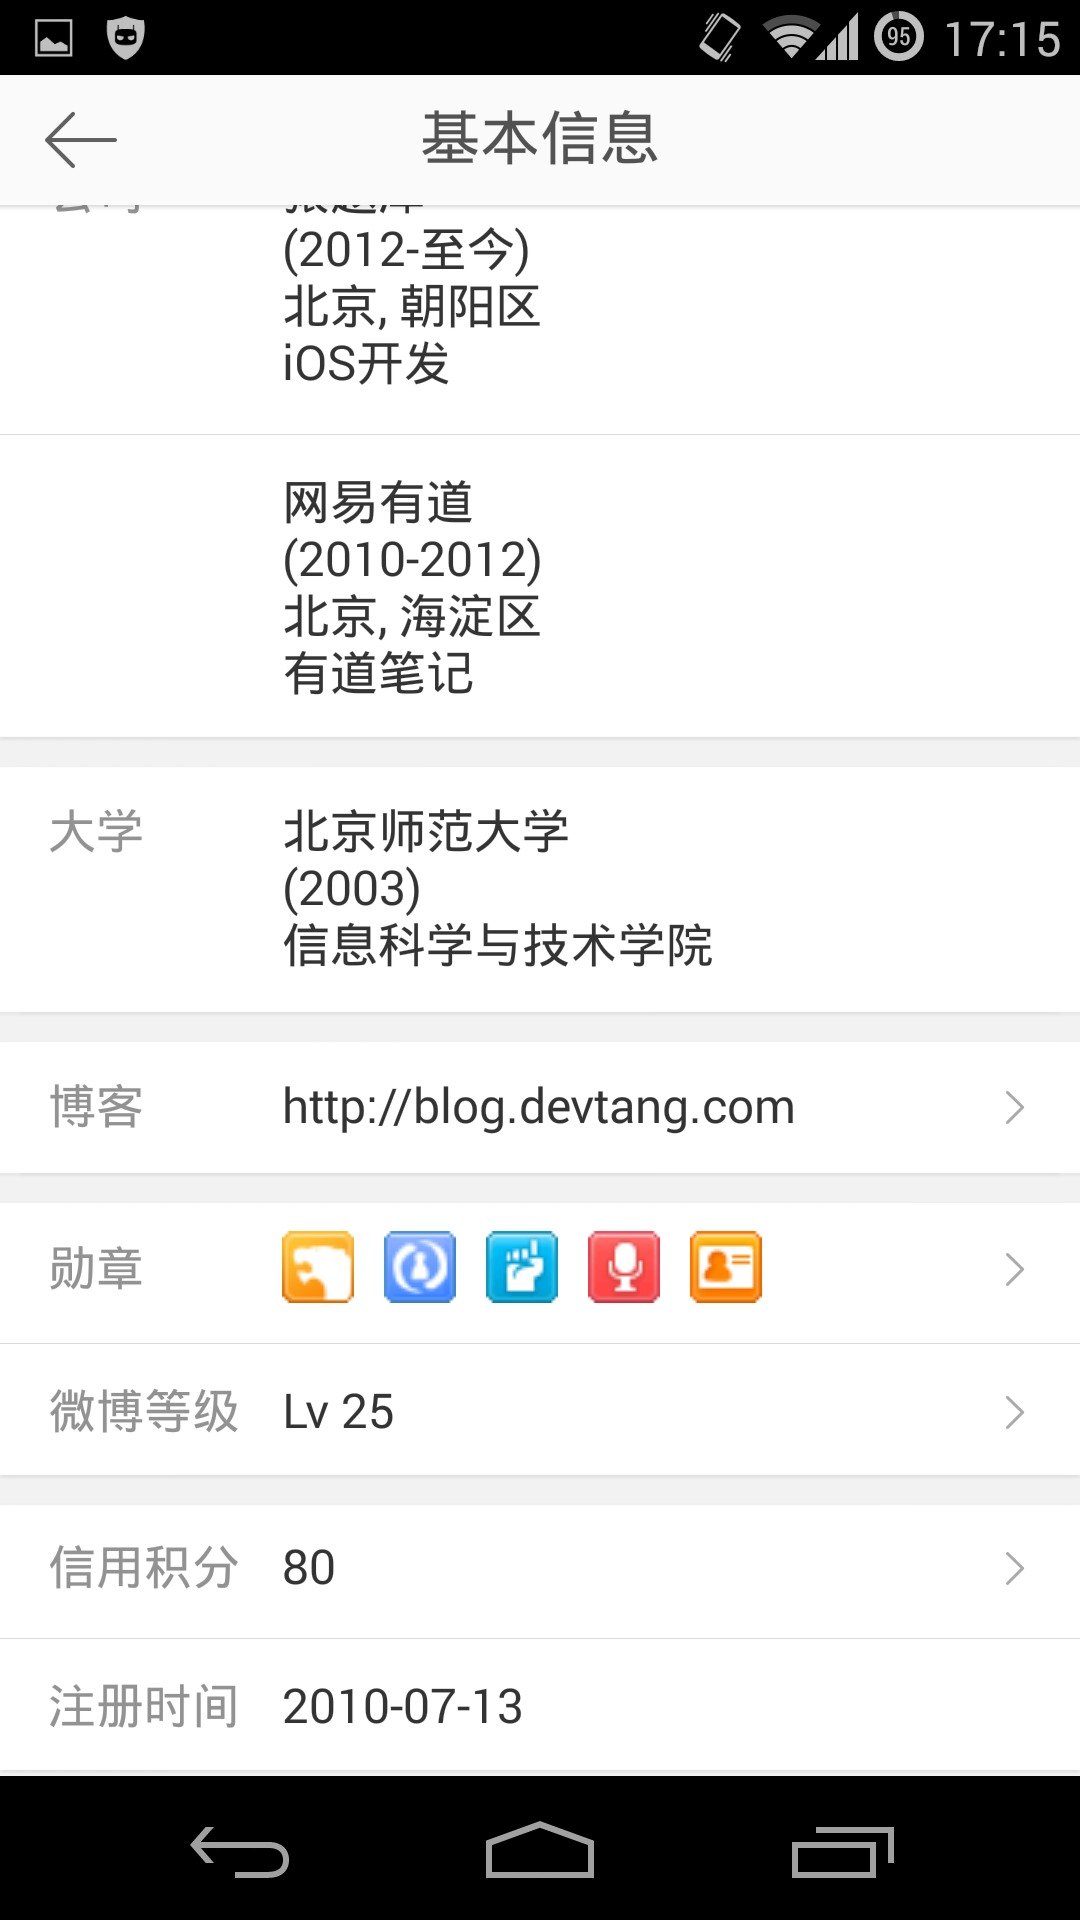 95 17:15
基本信息
(2012-至今)
北京, 朝阳区
iOS开发
网易有道
(2010-2012)
北京, 海淀区
有道笔记
大学 北京师范大学
(2003)
信息科学与技术学院
博客 http://blog.devtang.com
勋章
微博等级 Lv 25
信用积分 80
注册时间 2010-07-13